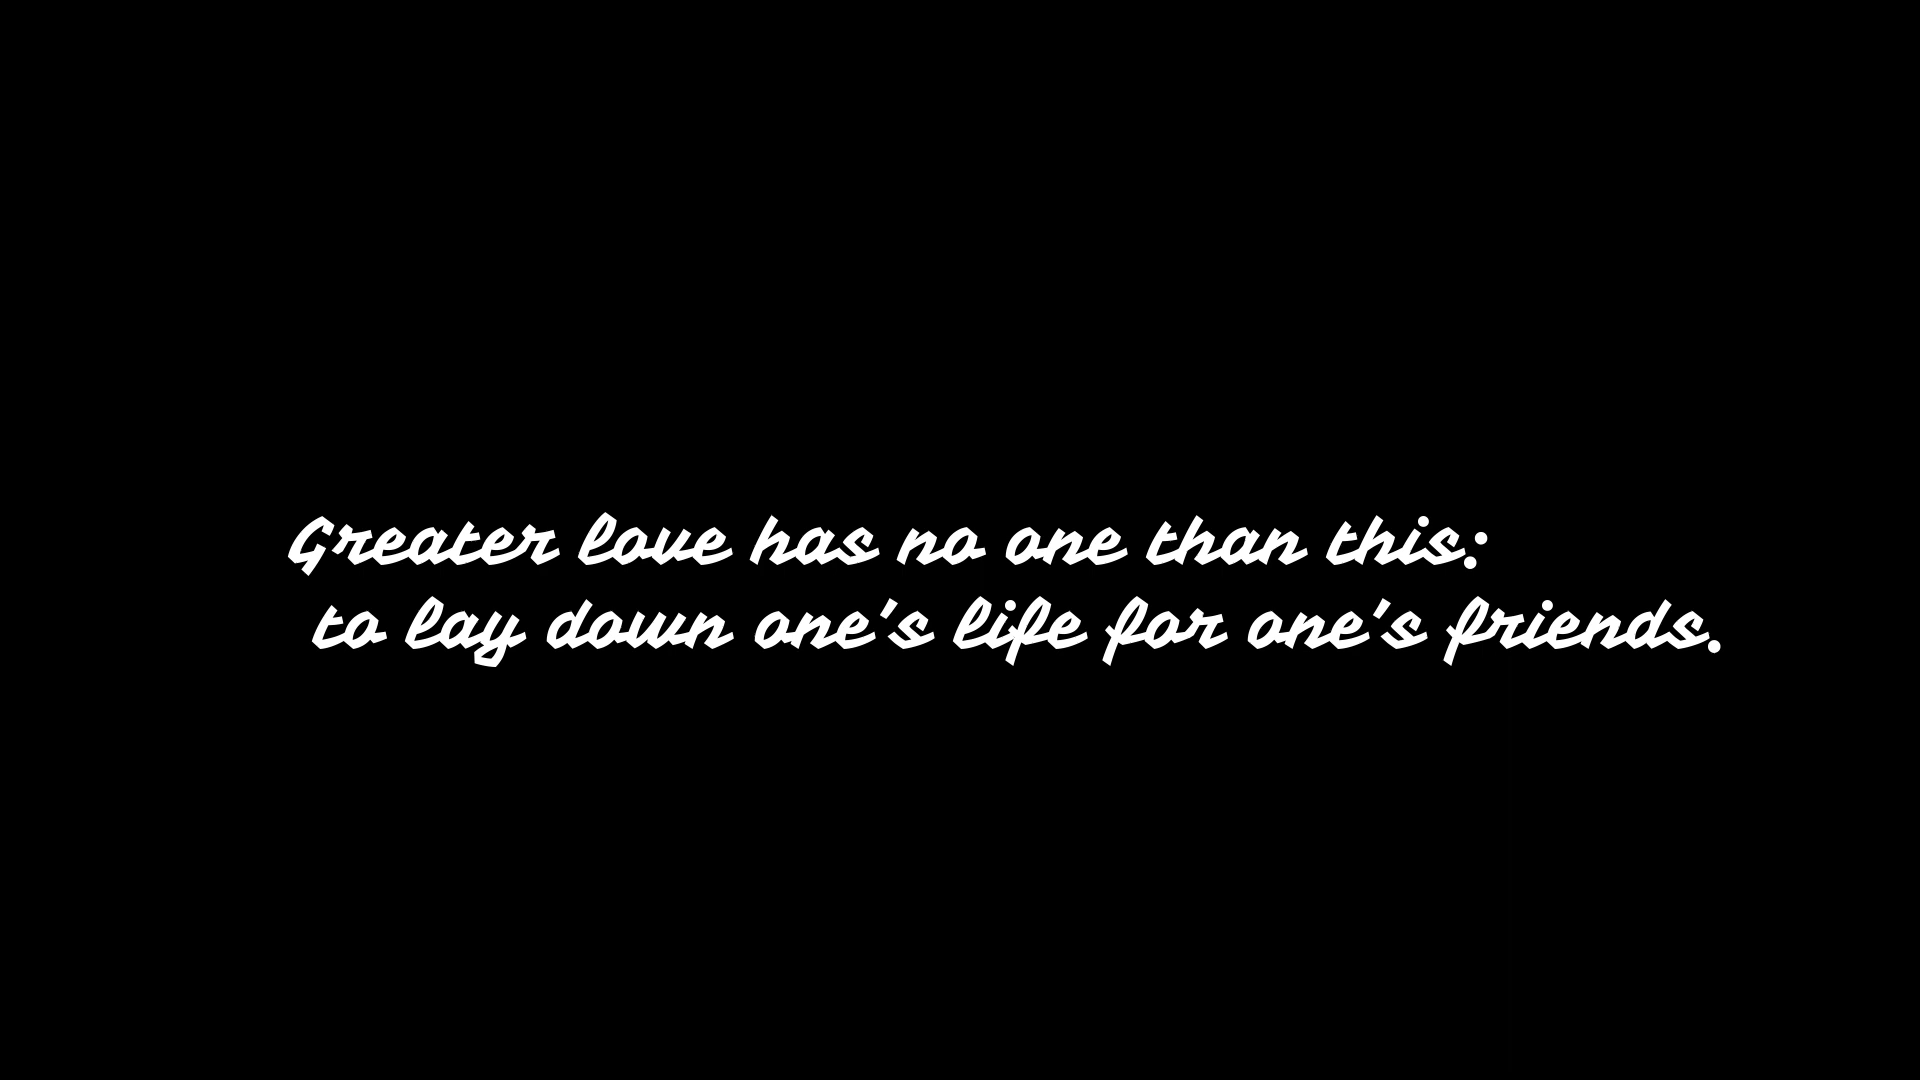 Greater love has no one than this:
to lay down one's life for one's friends.